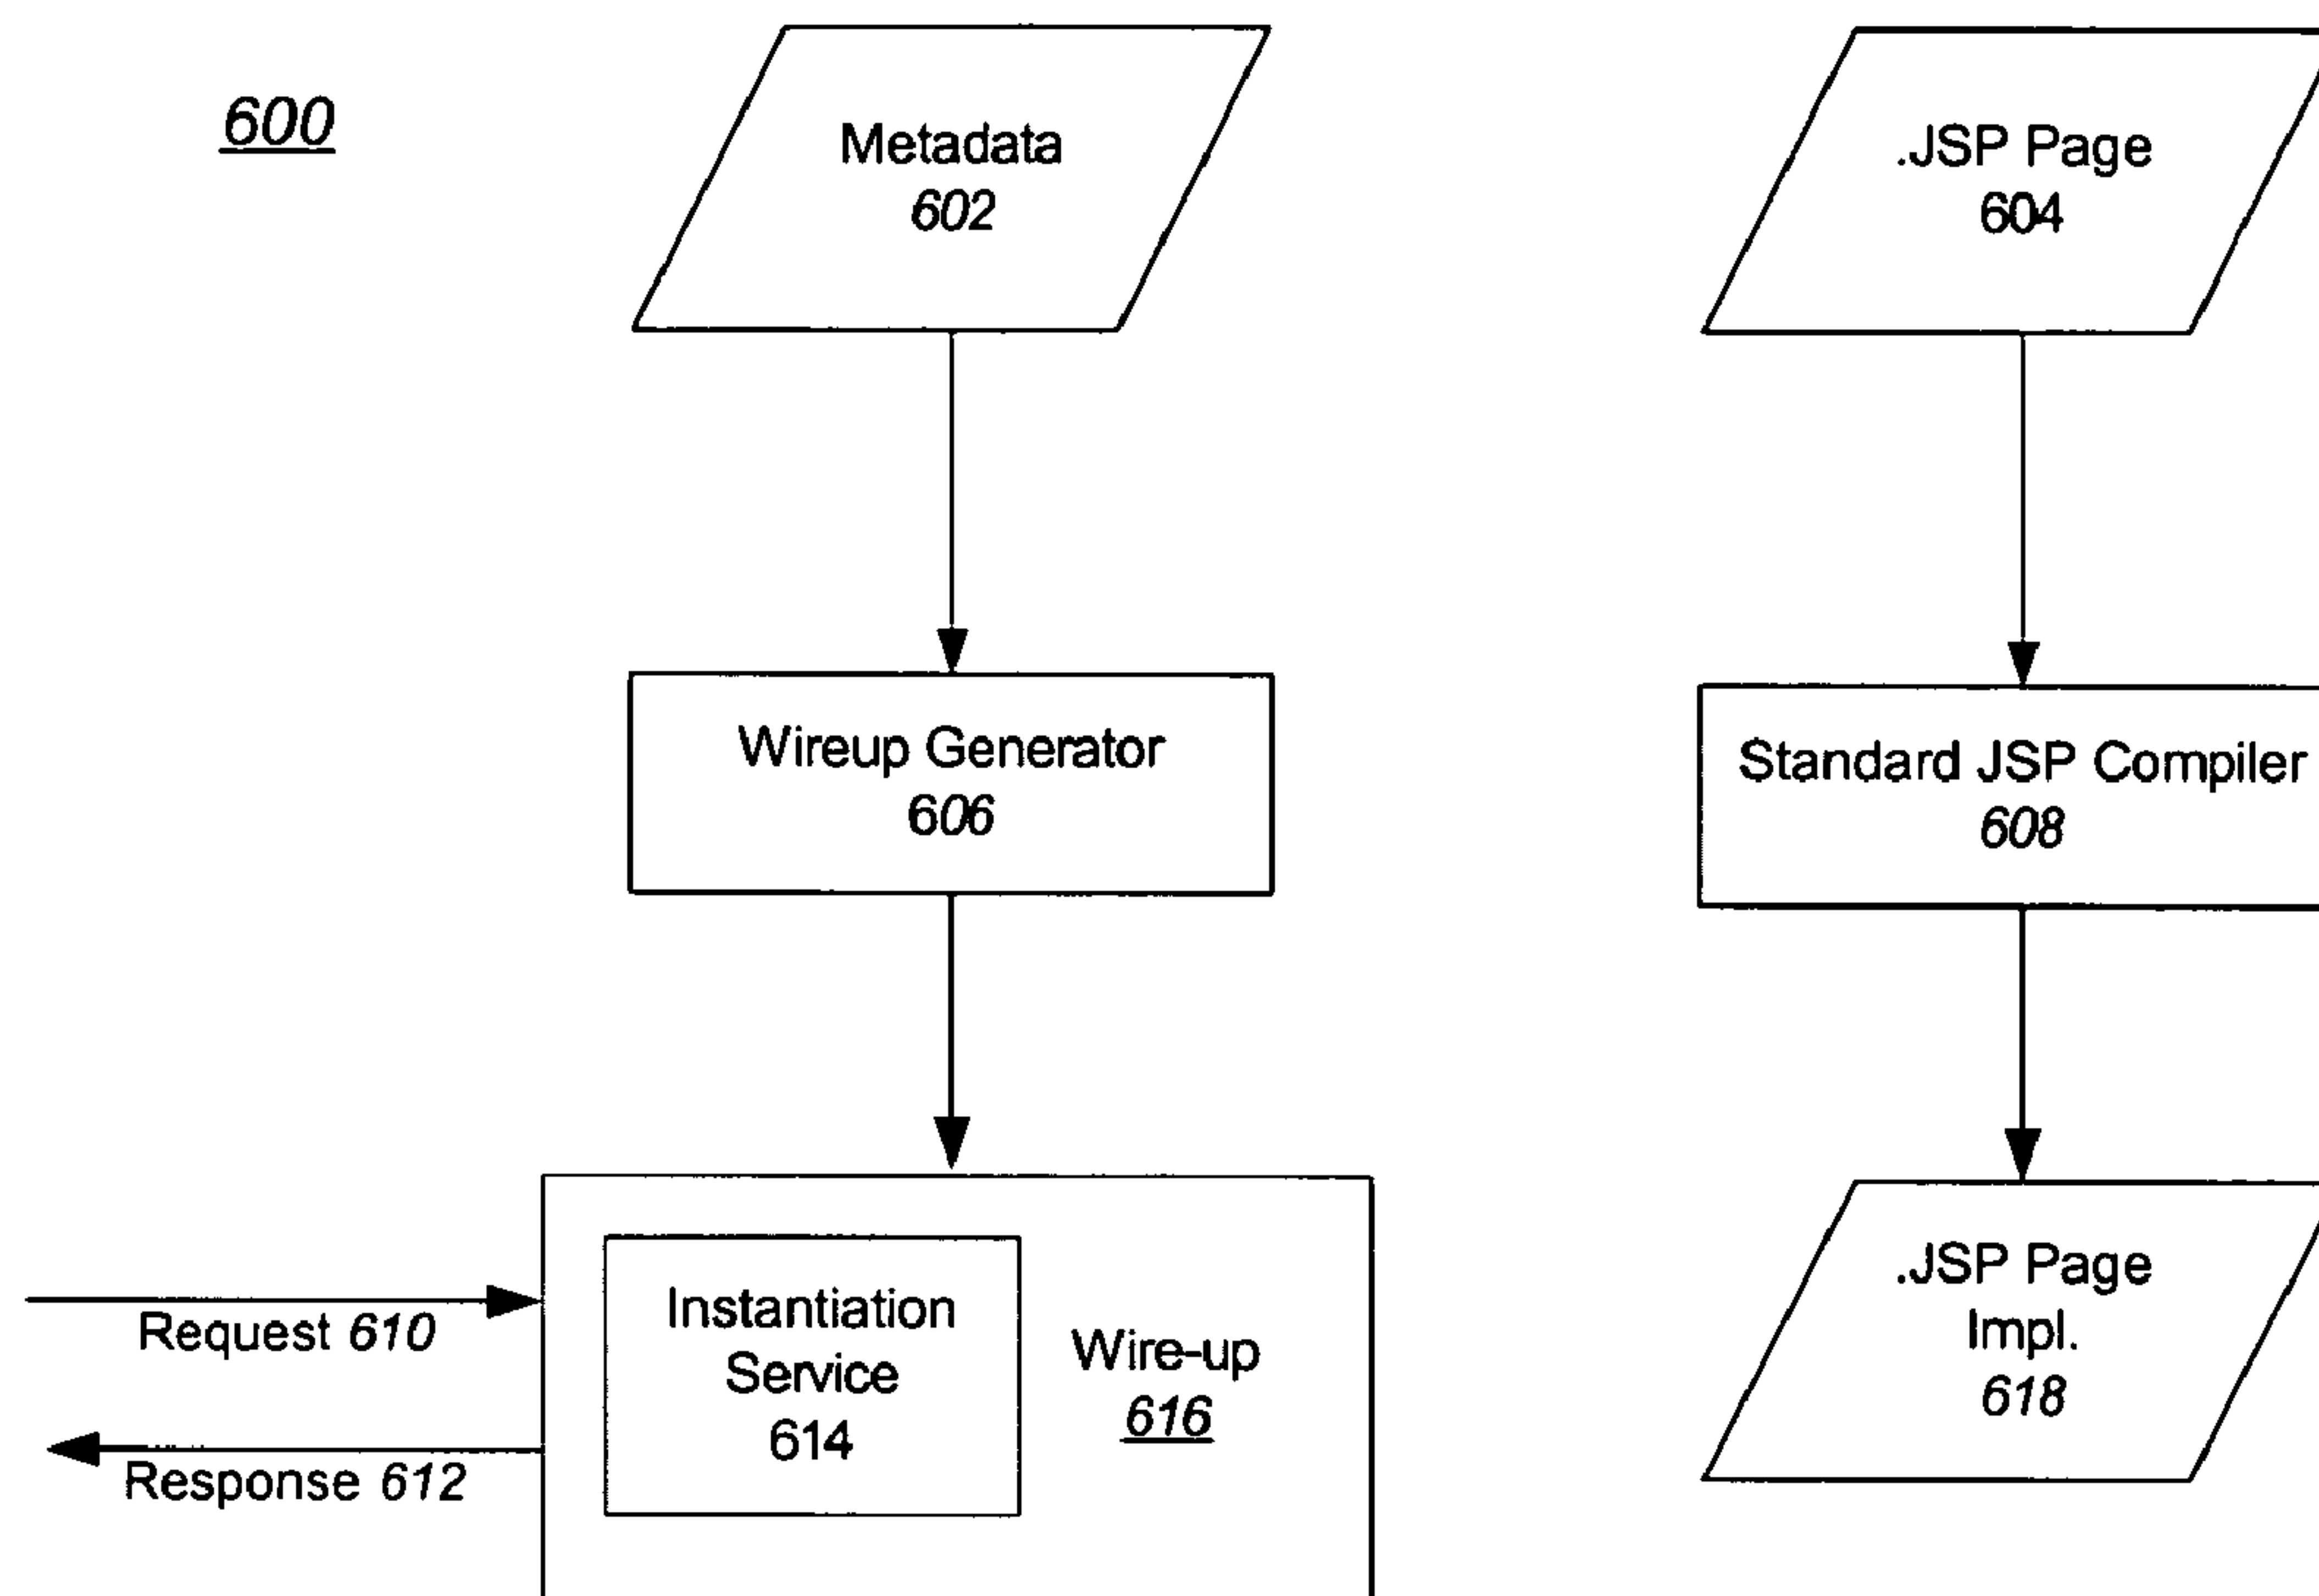 600
Metadata
602
.JSP Page
604
Wireup Generator
606
Standard JSP Compiler
608
Request 610
Response 612
Instantiation
Service
614
Wire-up
616
.JSP Page
Impl.
618